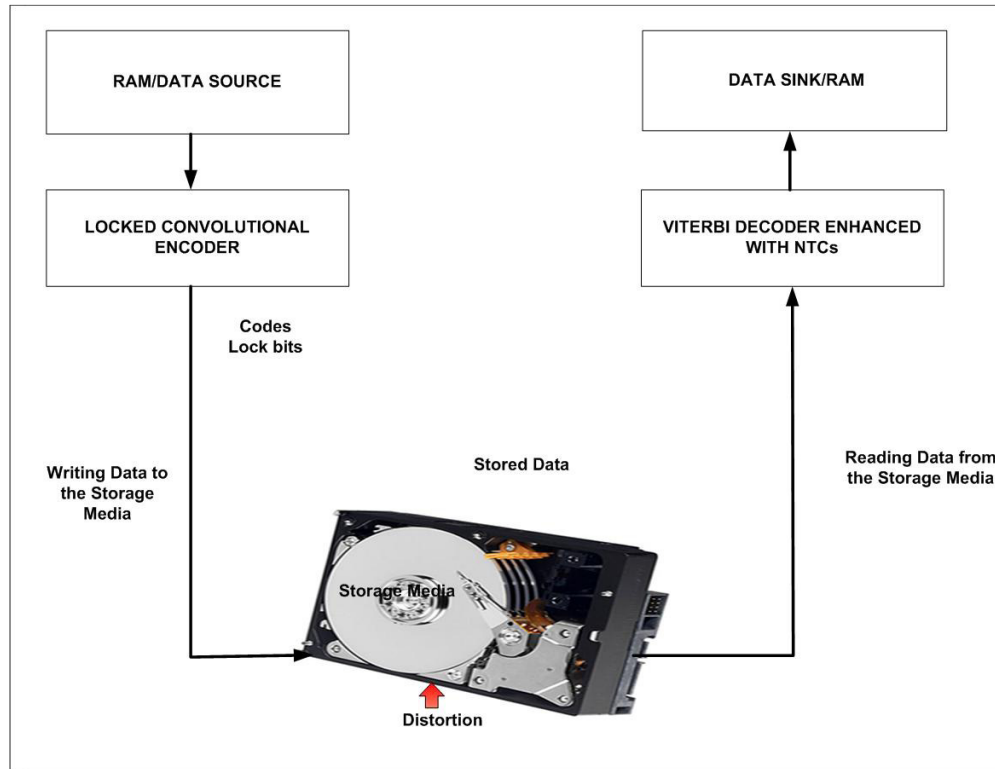 RAM/DATA SOURCE
DATA SINK/RAM
LOCKED CONVOLUTIONAL
ENCODER
VITERBI DECODER ENHANCED
WITH NTCs
Codes
Lock bits
Writing Data to
the Storage
Media
Stored Data
Reading Data from
the Storage Media
Storage Media
Distortion